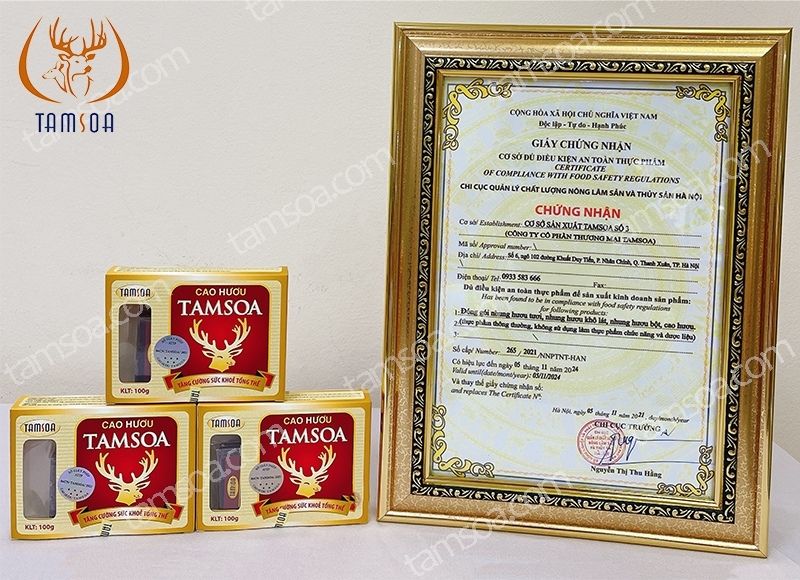 TAMSOA
CỘNG HÒA XÃ HỘI CHỦ NGHĨA VIỆT NAM
Độc lập - Tự do - Hạnh Phúc
GIẤY CHỨNG NHẬN
CƠ SỞ ĐỦ ĐIỀU KIỆN AN TOÀN THỰC PHẨM
CERTIFICATE
OF COMPLIANCE WITH FOOD SAFETY REGULATIONS
CHI CỤC QUẢN LÝ CHẤT LƯỢNG NÔNG LÂM SẢN VÀ THỦY SẢN HÀ NỘI
CHỨNG NHẬN
Cơ sở/ Establishment: CƠ SỞ SẢN XUẤT TAMSOA SỐ 3
(CÔNG TY CỔ PHẦN THƯƠNG MẠI TAMSOA)
Mã số/ Approval number: \
Địa chỉ/ Address: Số 6, ngõ 102 đường Khuất Duy Tiến, P. Nhân Chính, Q. Thanh Xuân, TP. Hà Nội
Điện thoại/ Tel: 0933 583 666 Fax:
Đủ điều kiện an toàn thực phẩm để sản xuất kinh doanh sản phẩm:
Has been found to be in compliance with food safety regulations
for following products:
1. Đóng gói nhung hươu tươi, nhung hươu khô lát, nhung hươu bột, cao hươu.
2. (thực phẩm thông thường, không sử dụng làm thực phẩm chức năng và dược liệu)
Số cấp/ Number: 265 / 2021 /NNPTNT-HAN
Có hiệu lực đến ngày 05 tháng 11 năm 2024
Valid until(date/month/year): 05/11/2024
Và thay thế giấy chứng nhận số:
and replaces The Certificate N°: \
Hà Nội, ngày 05 tháng 11 năm 2021, day/month/year
CHI CỤC TRƯỞNG
Nguyễn Thị Thu Hằng
TAMSOA
CAO HƯƠU
TAMSOA
TĂNG CƯỜNG SỨC KHOẺ TỔNG THỂ
KLT: 100g
TAMSOA
CAO HƯƠU
TAMSOA
TĂNG CƯỜNG SỨC KHOẺ TỔNG THỂ
KLT: 100g
TAMSOA
CAO HƯƠU
TAMSOA
TĂNG CƯỜNG SỨC KHOẺ TỔNG THỂ
KLT: 100g
tamsoa.com